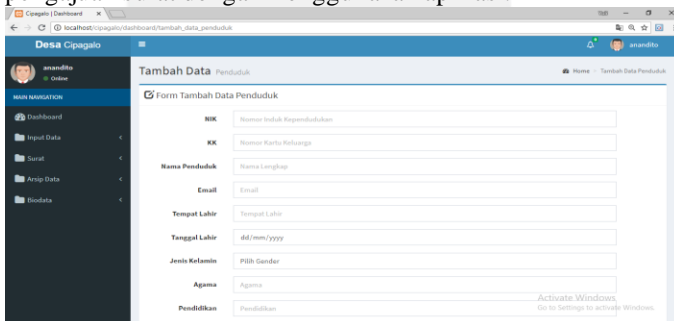 Cipagalo | Dashboard
localhost/cipagalo/dashboard/tambah_data_penduduk
Desa Cipagalo
anandito
anandito
Online
Tambah Data Penduduk
Home
Tambah Data Penduduk
MAIN NAVIGATION
Dashboard
Input Data
Surat
Arsip Data
Biodata
Form Tambah Data Penduduk
NIK Nomor Induk Kependudukan
KK Nomor Kartu Keluarga
Nama Penduduk Nama Lengkap
Email Email
Tempat Lahir Tempat Lahir
Tanggal Lahir dd/mm/yyyy
Jenis Kelamin Pilih Gender
Agama Agama
Pendidikan Pendidikan
Activate Windows
Go to Settings to activate Windows.